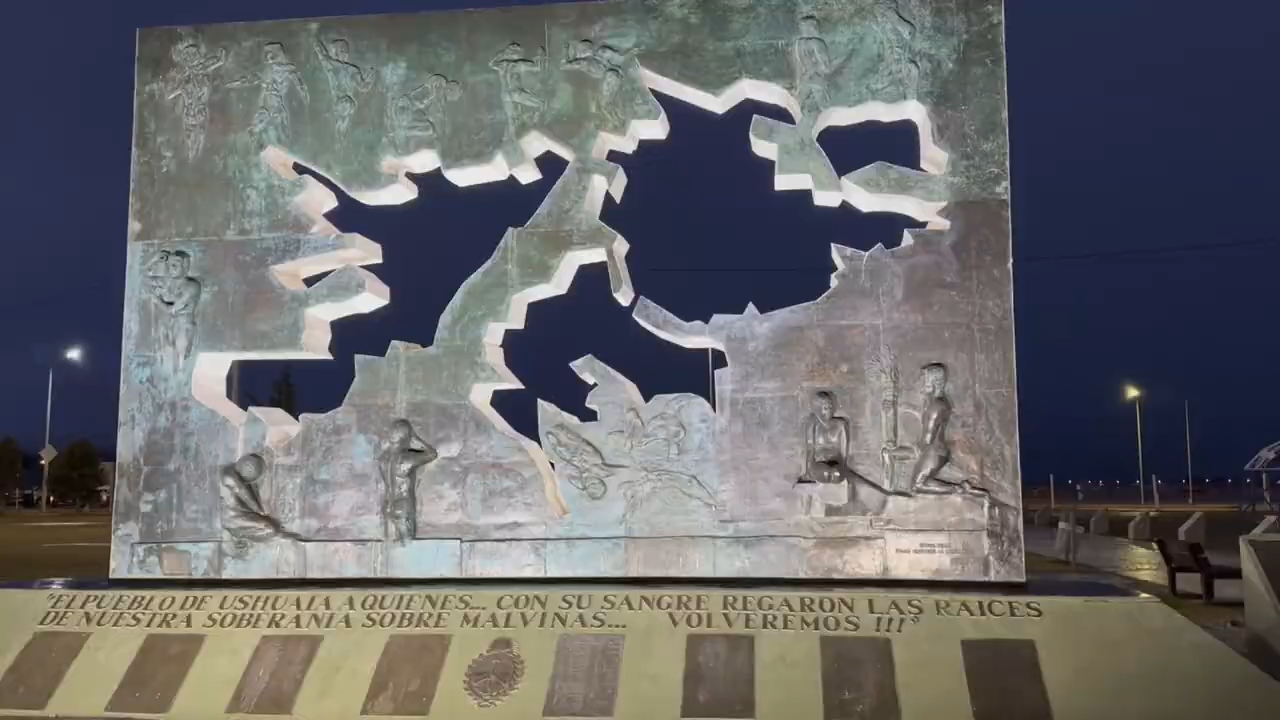 "EL PUEBLO DE USHUAIA A QUIENES... CON SU SANGRE REGARON LAS RAICES
DE NUESTRA SOBERANIA SOBRE MALVINAS... VOLVEREMOS !!!"